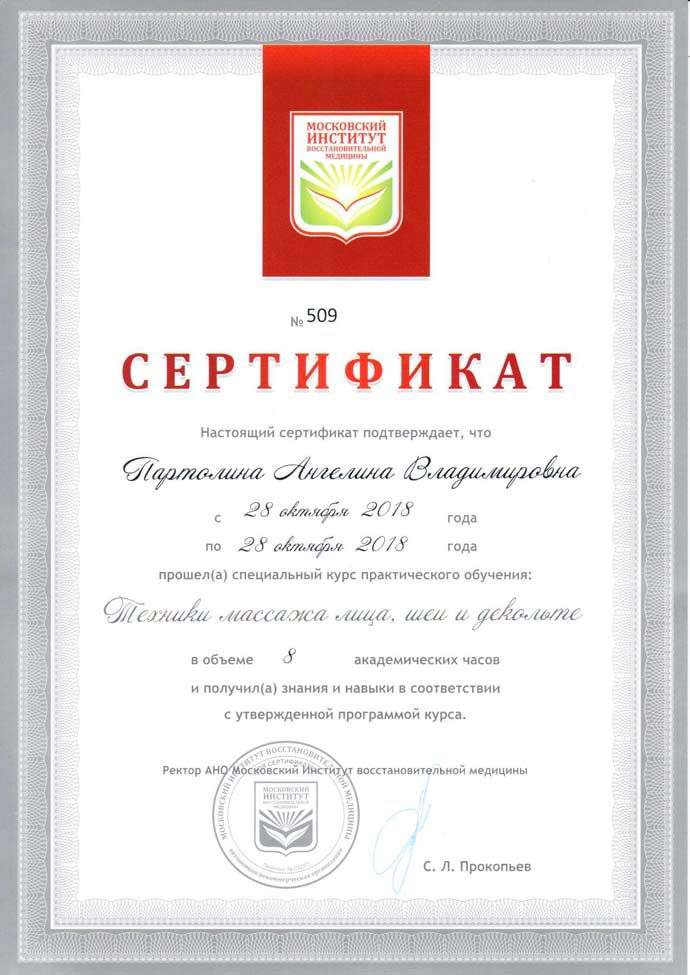 МОСКОВСКИЙ
ИНСТИТУТ
ВОССТАНОВИТЕЛЬНОЙ
МЕДИЦИНЫ
№ 509
СЕРТИФИКАТ
Настоящий сертификат подтверждает, что
Партолина Ангелина Владимировна
с 28 октября 2018 года
по 28 октября 2018 года
прошел(а) специальный курс практического обучения:
Техники массажа лица, шеи и декольте
в объеме 8 академических часов
и получил(а) знания и навыки в соответствии
с утвержденной программой курса.
Ректор АНО Московский Институт восстановительной медицины
МОСКОВСКИЙ ИНСТИТУТ ВОССТАНОВИТЕЛЬНОЙ МЕДИЦИНЫ
МОСКОВСКИЙ
ИНСТИТУТ
ВОССТАНОВИТЕЛЬНОЙ
МЕДИЦИНЫ
автономная некоммерческая организация
С. Л. Прокопьев